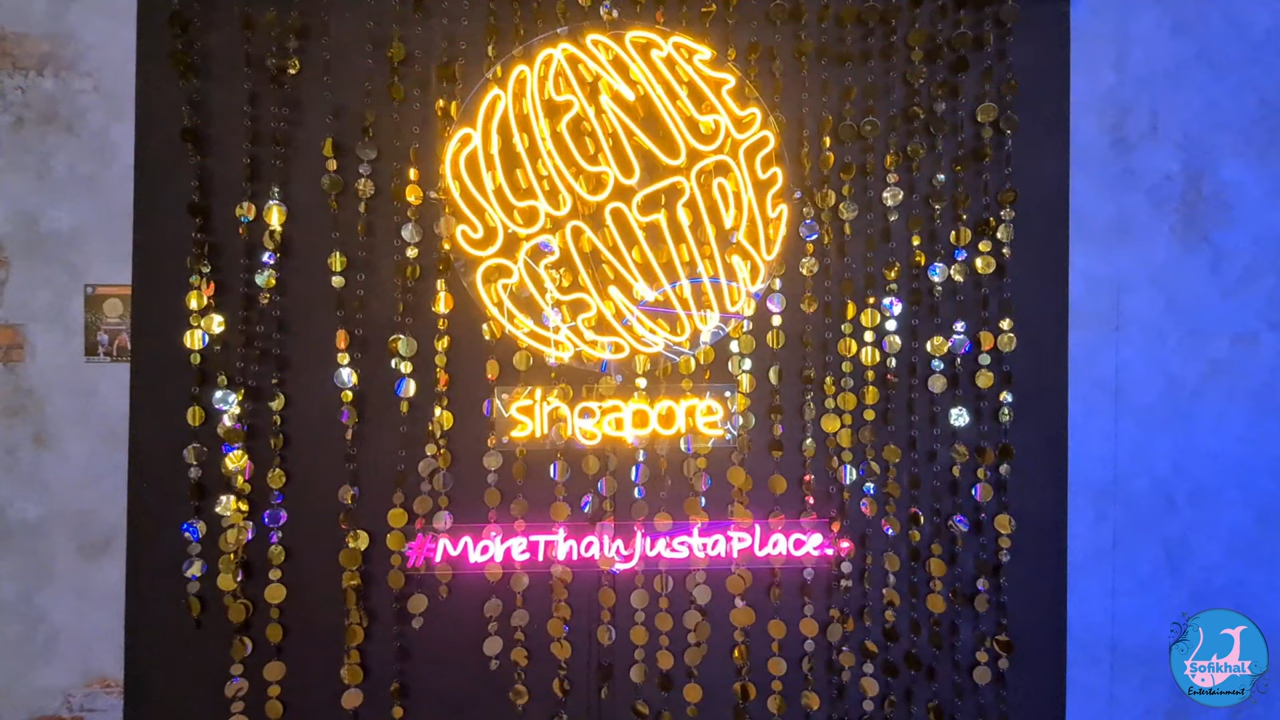 SCIENCE
CENTRE
singapore
#MoreThanJustaPlace..
Sofikhal
Entertainment